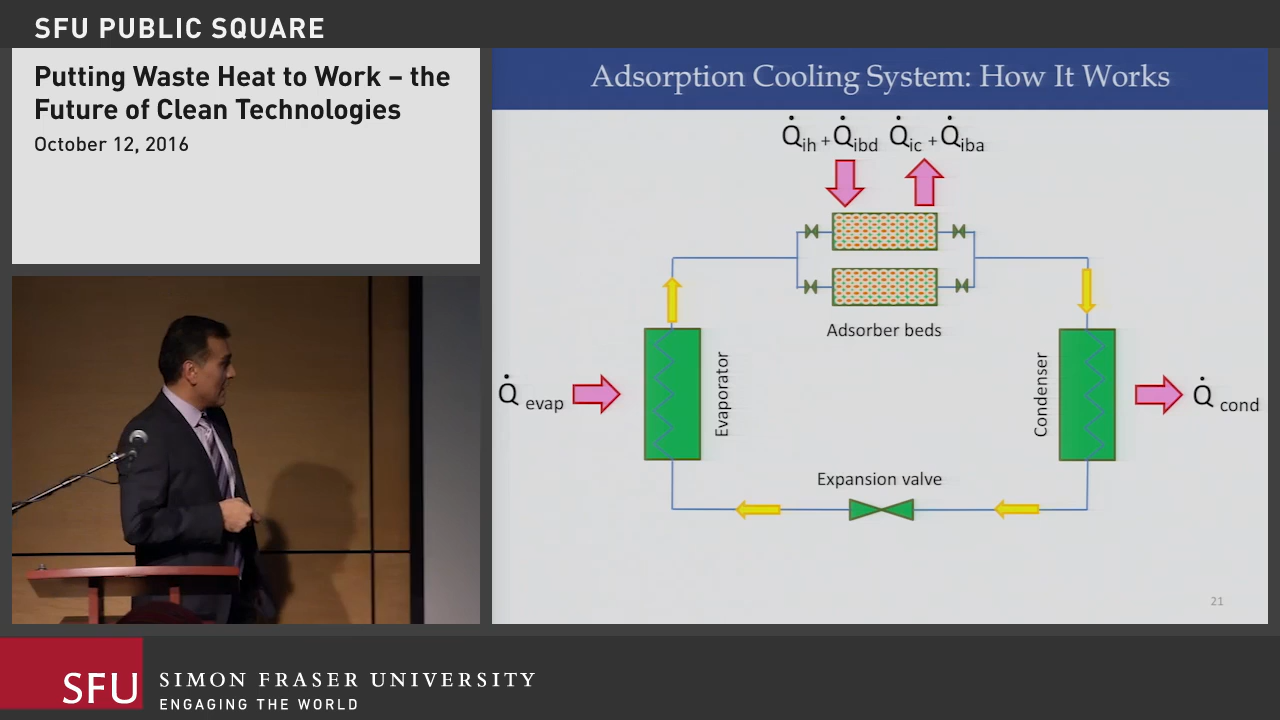 SFU PUBLIC SQUARE
Putting Waste Heat to Work – the
Future of Clean Technologies
October 12, 2016
Adsorption Cooling System: How It Works
Q̇ih + Q̇ibd Q̇ic + Q̇iba
Adsorber beds
Evaporator
Condenser
Q̇ evap
Q̇ cond
Expansion valve
21
SFU
SIMON FRASER UNIVERSITY
ENGAGING THE WORLD